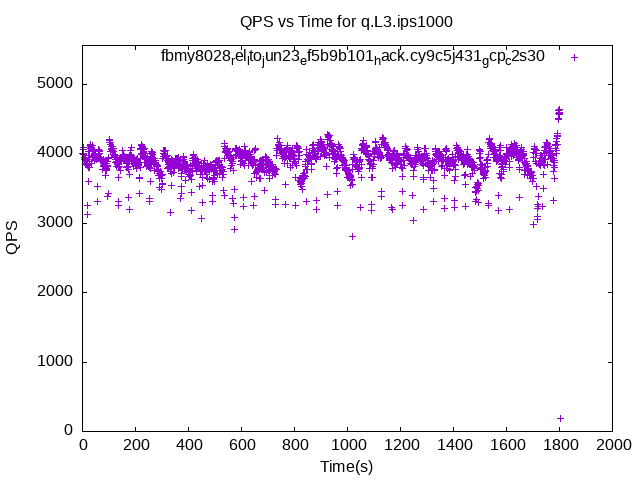 QPS vs Time for q.L3.ips1000
fbmy8028relltojun23ef5b9b101hack.cy9c5j431gcpc2s30
5000
4000
3000
2000
1000
0
QPS
0 200 400 600 800 1000 1200 1400 1600 1800 2000
Time(s)